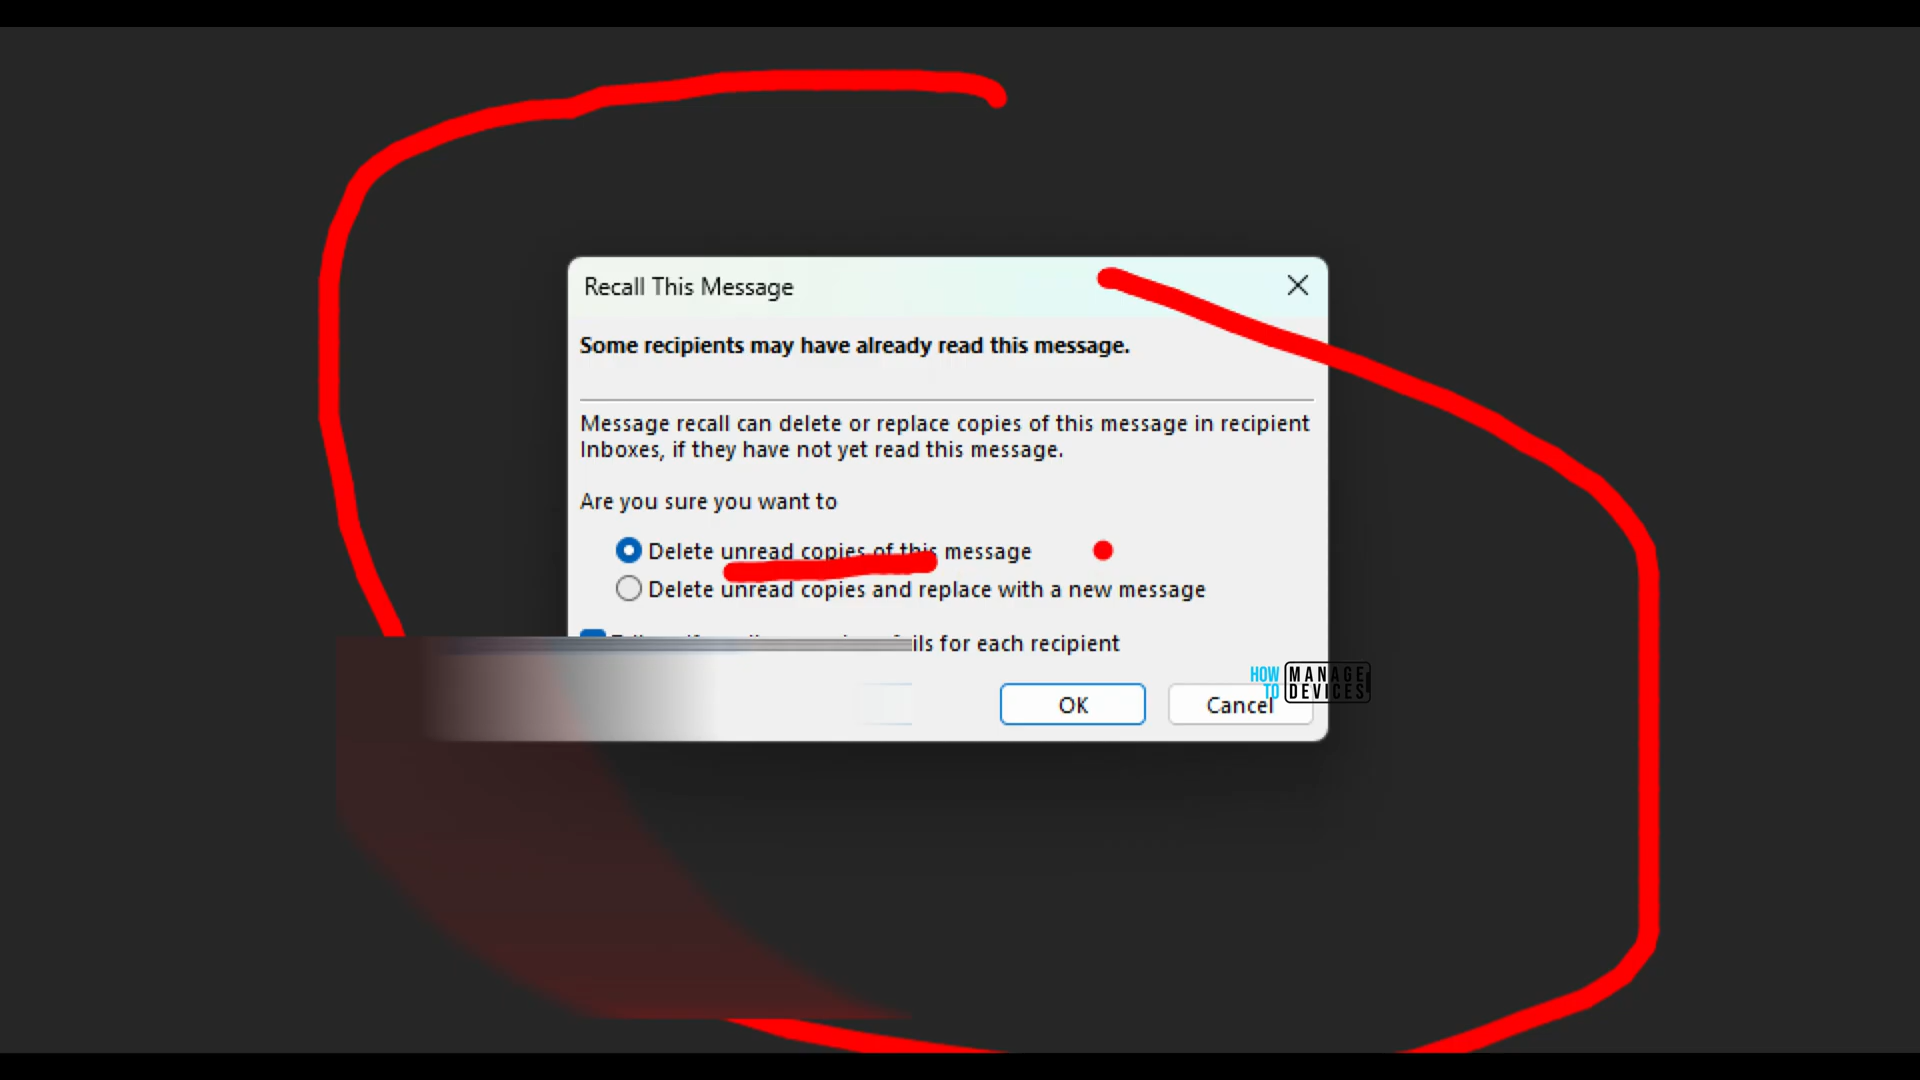 Recall This Message
Some recipients may have already read this message.
Message recall can delete or replace copies of this message in recipient
Inboxes, if they have not yet read this message.
Are you sure you want to
Delete unread copies of this message
Delete unread copies and replace with a new message
for each recipient
OK
Cancel
HOW
TO
MANAGE
DEVICES